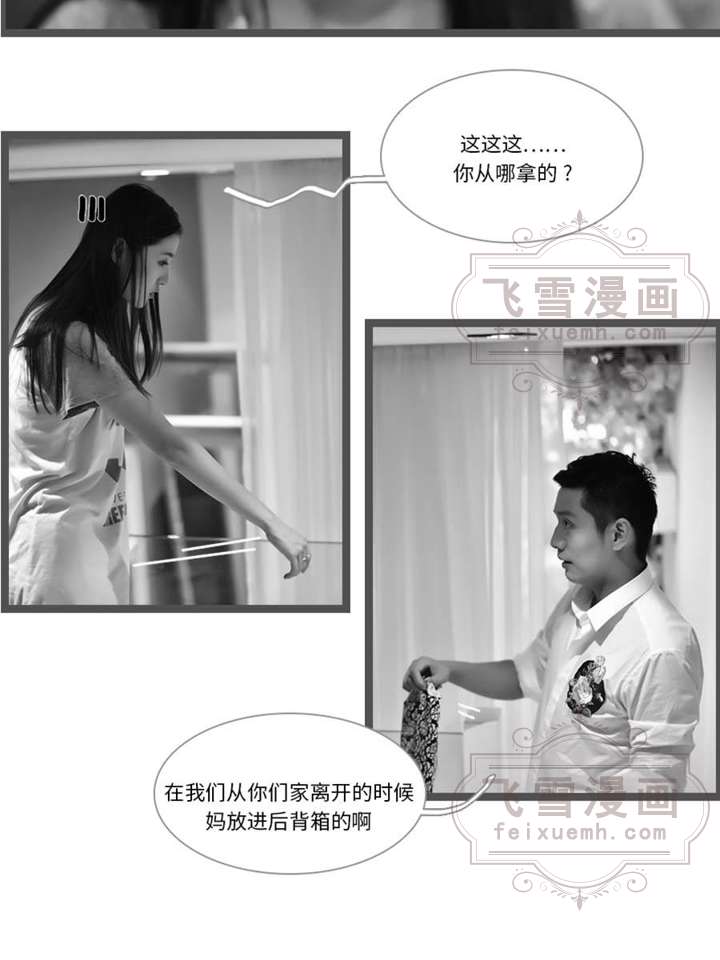 这这这……
你从哪拿的？
飞雪漫画
feixuemh.com
在我们从你们家离开的时候
妈放进后背箱的啊
飞雪漫画
feixuemh.com